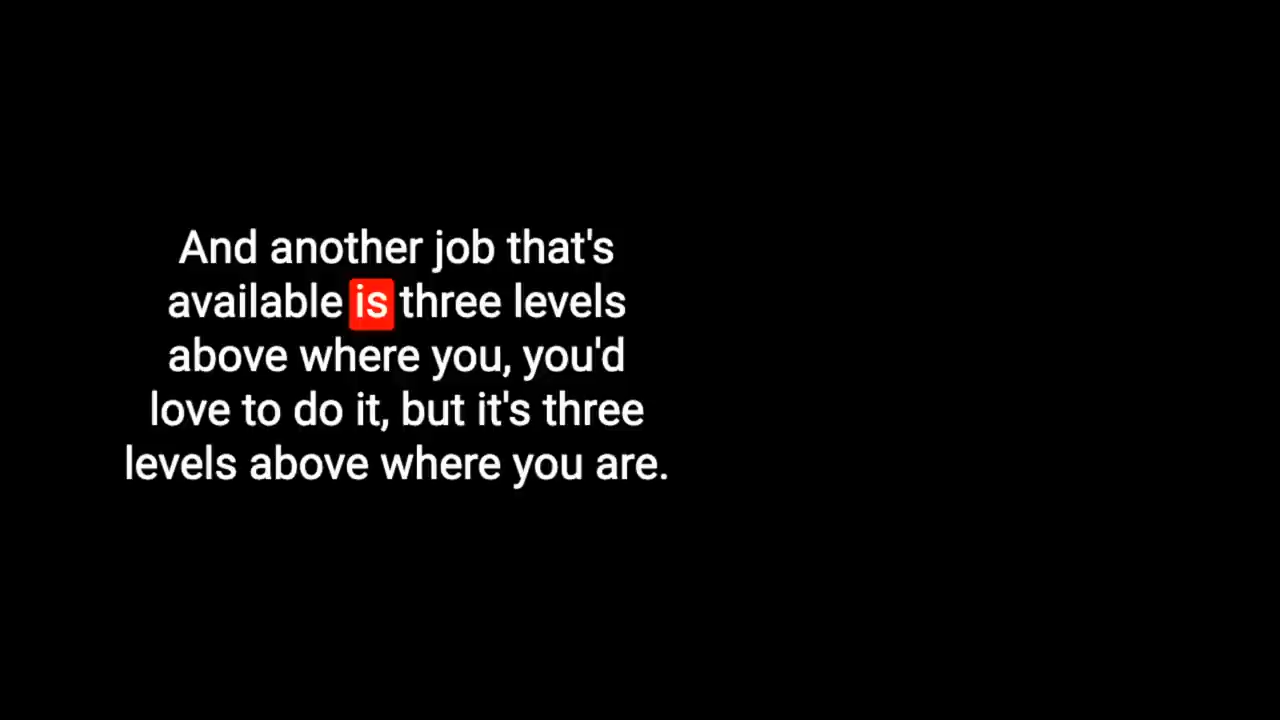 And another job that's
available is three levels
above where you, you'd
love to do it, but it's three
levels above where you are.